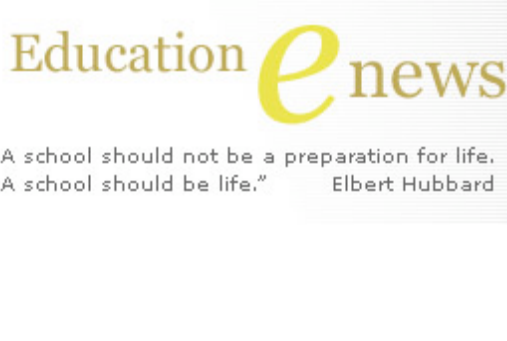 Education e news
A school should not be a preparation for life.
A school should be life.” Elbert Hubbard